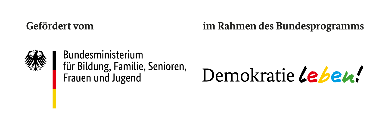 Gefördert vom
im Rahmen des Bundesprogramms
Bundesministerium
für Bildung, Familie, Senioren,
Frauen und Jugend
Demokratie leben!